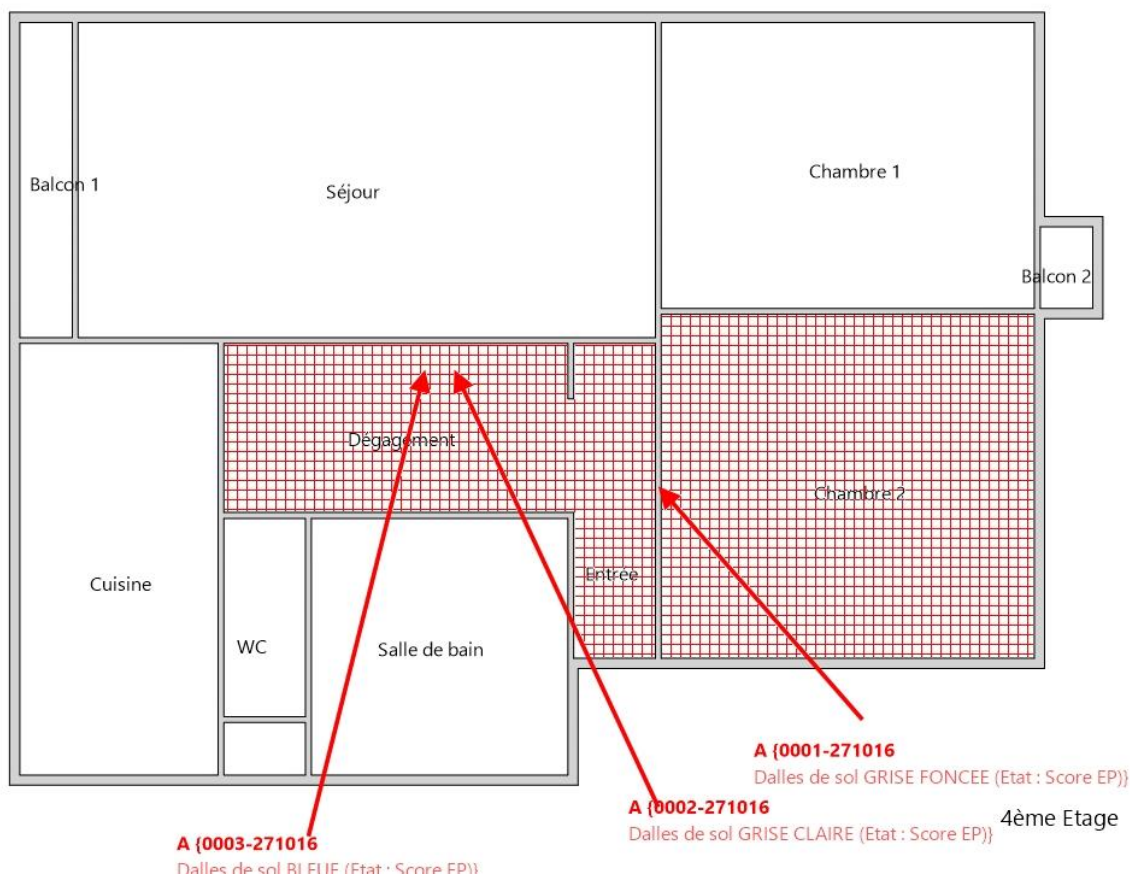 Balcon 1
Séjour
Chambre 1
Balcon 2
Dégagement
Chambre 2
Entrée
Cuisine
WC
Salle de bain
A {0001-271016
Dalles de sol GRISE FONCEE (Etat : Score EP)}
A {0002-271016
Dalles de sol GRISE CLAIRE (Etat : Score EP)}
4ème Etage
A {0003-271016
Dalles de sol BLEUE (Etat : Score EP)}